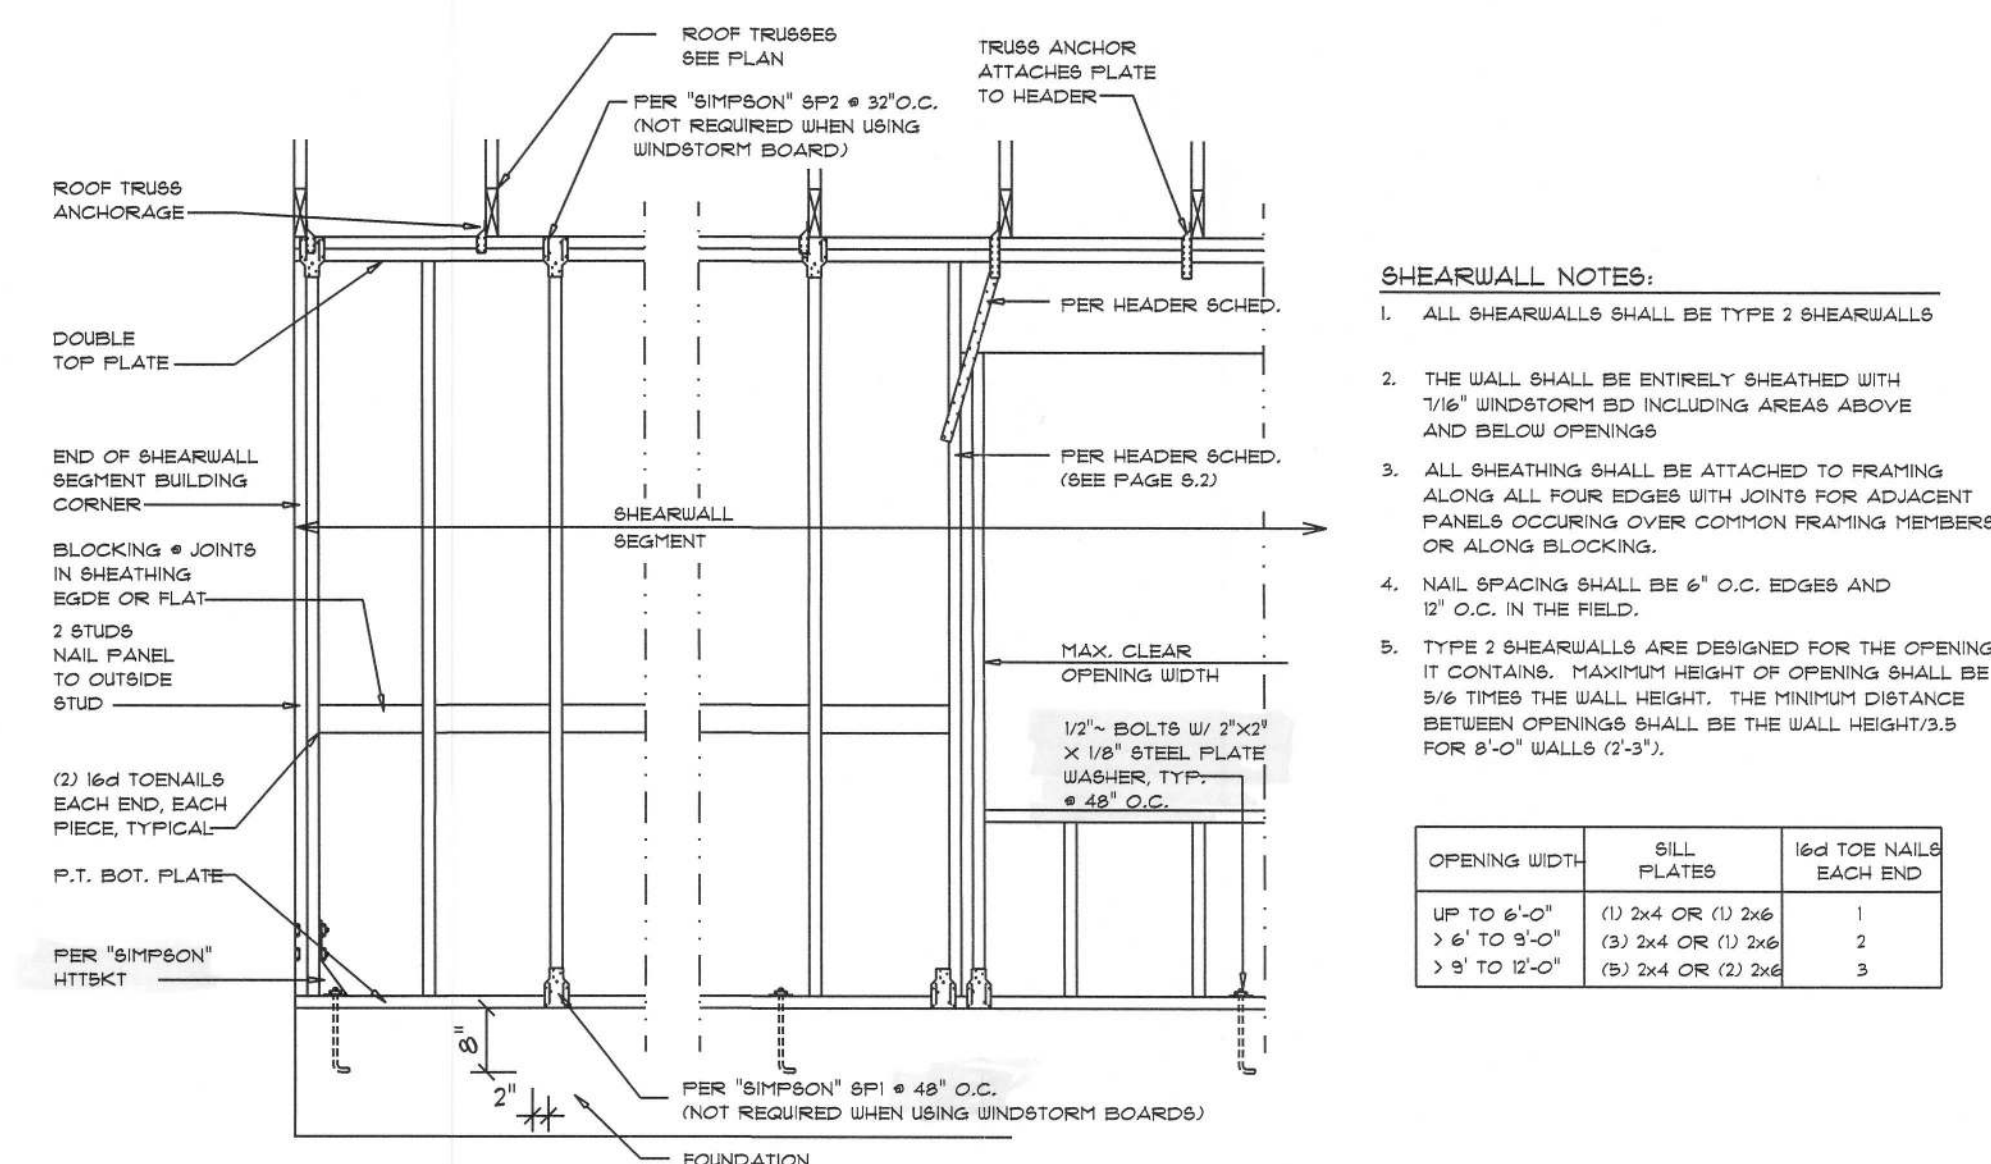 ROOF TRUSSES
SEE PLAN
TRUSS ANCHOR
ATTACHES PLATE
TO HEADER
PER "SIMPSON" SP2 @ 32"O.C.
(NOT REQUIRED WHEN USING
WINDSTORM BOARD)
ROOF TRUSS
ANCHORAGE
DOUBLE
TOP PLATE
PER HEADER SCHED.
END OF SHEARWALL
SEGMENT BUILDING
CORNER
PER HEADER SCHED.
(SEE PAGE S.2)
SHEARWALL
SEGMENT
BLOCKING @ JOINTS
IN SHEATHING
EGDE OR FLAT
2 STUDS
NAIL PANEL
TO OUTSIDE
STUD
MAX. CLEAR
OPENING WIDTH
1/2"~ BOLTS W/ 2"X2"
X 1/8" STEEL PLATE
WASHER, TYP.
@ 48" O.C.
(2) 16d TOENAILS
EACH END, EACH
PIECE, TYPICAL
P.T. BOT. PLATE
PER "SIMPSON"
HTT5KT
8"
2"
PER "SIMPSON" SP1 @ 48" O.C.
(NOT REQUIRED WHEN USING WINDSTORM BOARDS)
FOUNDATION
SHEARWALL NOTES:
1. ALL SHEARWALLS SHALL BE TYPE 2 SHEARWALLS
2. THE WALL SHALL BE ENTIRELY SHEATHED WITH
7/16" WINDSTORM BD INCLUDING AREAS ABOVE
AND BELOW OPENINGS
3. ALL SHEATHING SHALL BE ATTACHED TO FRAMING
ALONG ALL FOUR EDGES WITH JOINTS FOR ADJACENT
PANELS OCCURING OVER COMMON FRAMING MEMBERS
OR ALONG BLOCKING.
4. NAIL SPACING SHALL BE 6" O.C. EDGES AND
12" O.C. IN THE FIELD.
5. TYPE 2 SHEARWALLS ARE DESIGNED FOR THE OPENING
IT CONTAINS. MAXIMUM HEIGHT OF OPENING SHALL BE
5/6 TIMES THE WALL HEIGHT. THE MINIMUM DISTANCE
BETWEEN OPENINGS SHALL BE THE WALL HEIGHT/3.5
FOR 8'-0" WALLS (2'-3").
OPENING WIDTH SILL PLATES 16d TOE NAILS EACH END
UP TO 6'-0" (1) 2x4 OR (1) 2x6 1
> 6' TO 9'-0" (3) 2x4 OR (1) 2x6 2
> 9' TO 12'-0" (5) 2x4 OR (2) 2x6 3